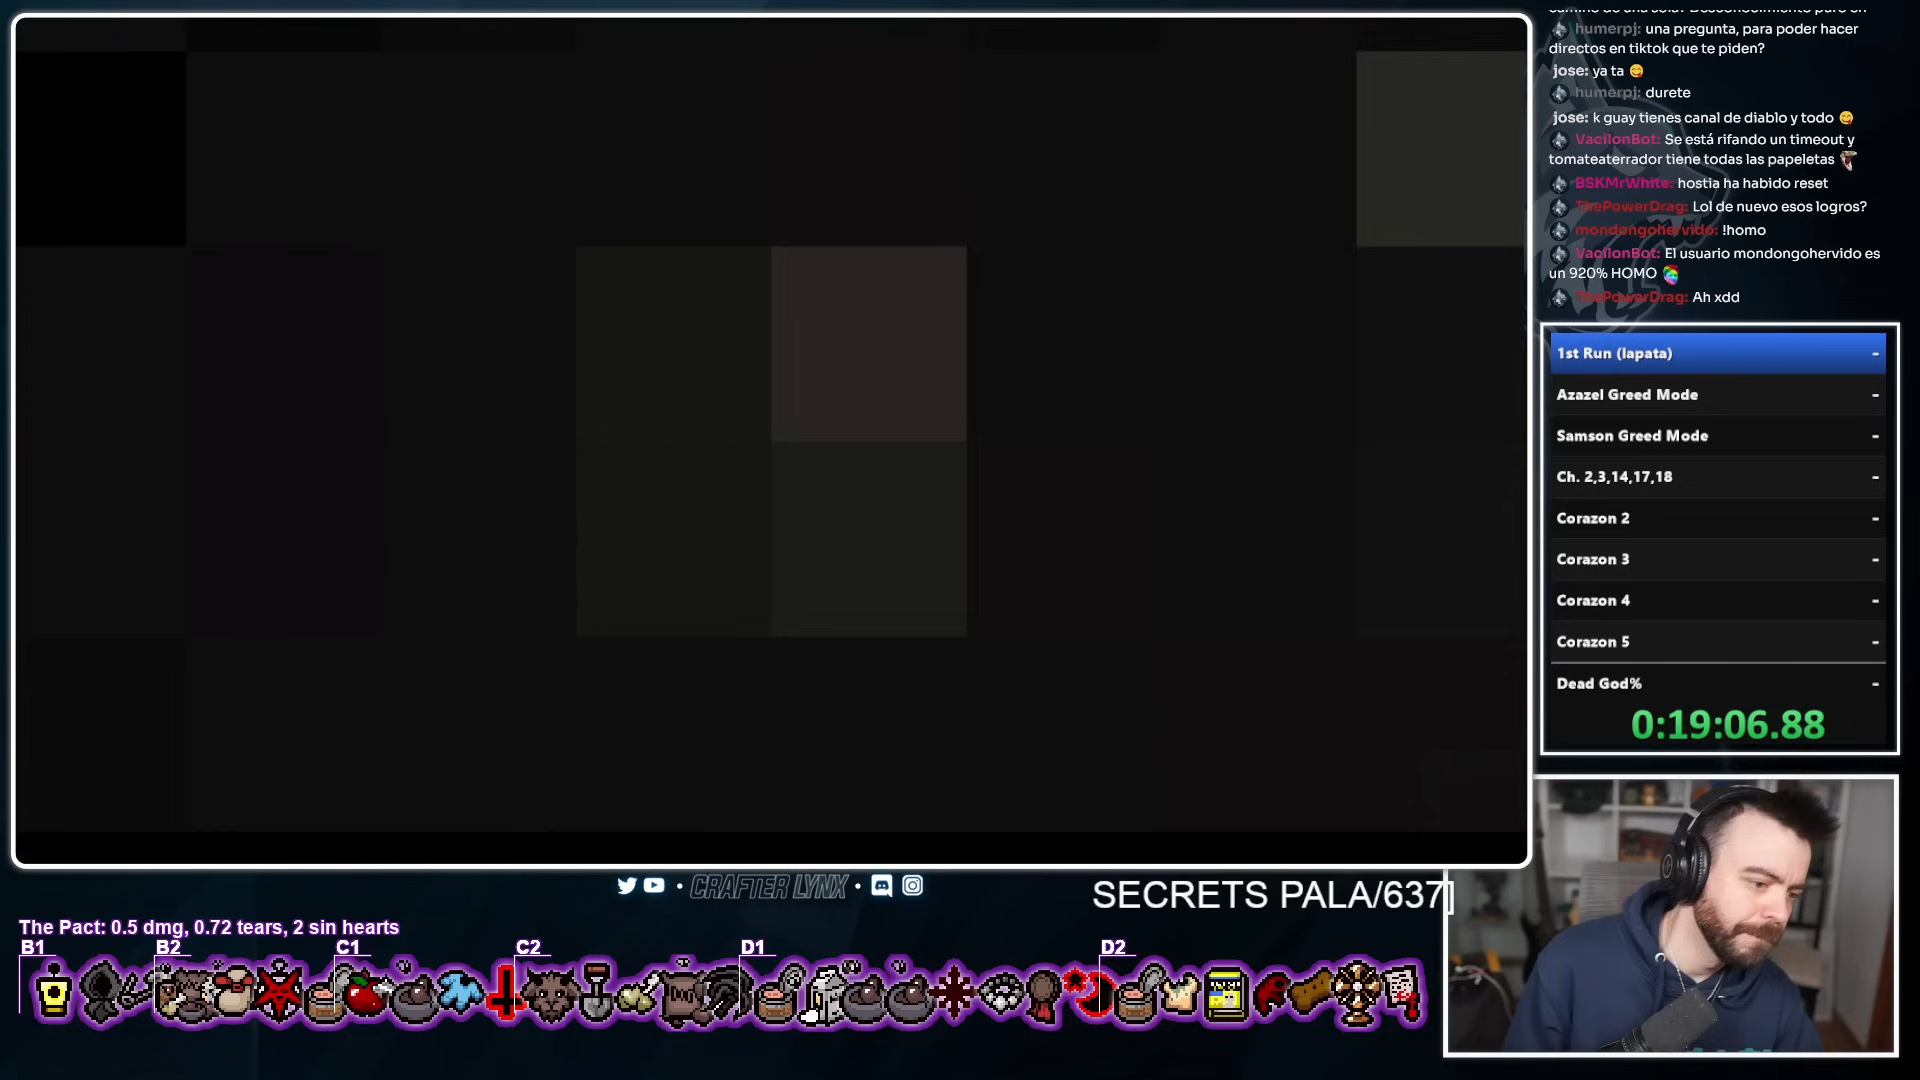 humerpj: una pregunta, para poder hacer
directos en tiktok que te piden?
jose: ya ta
humerpj: durete
jose: k guay tienes canal de diablo y todo
VacilonBot: Se está rifando un timeout y
tomateaterrador tiene todas las papeletas
BSKMrWhite: hostia ha habido reset
ThePowerDrag: Lol de nuevo esos logros?
mondongohervido: !homo
VacilonBot: El usuario mondongohervido es
un 920% HOMO
ThePowerDrag: Ah xdd
1st Run (lapata) -
Azazel Greed Mode -
Samson Greed Mode -
Ch. 2,3,14,17,18 -
Corazon 2 -
Corazon 3 -
Corazon 4 -
Corazon 5 -
Dead God% -
0:19:06.88
CRAFTER LYNX
SECRETS PALA/637]
The Pact: 0.5 dmg, 0.72 tears, 2 sin hearts
B1 B2 C1 C2 D1 D2